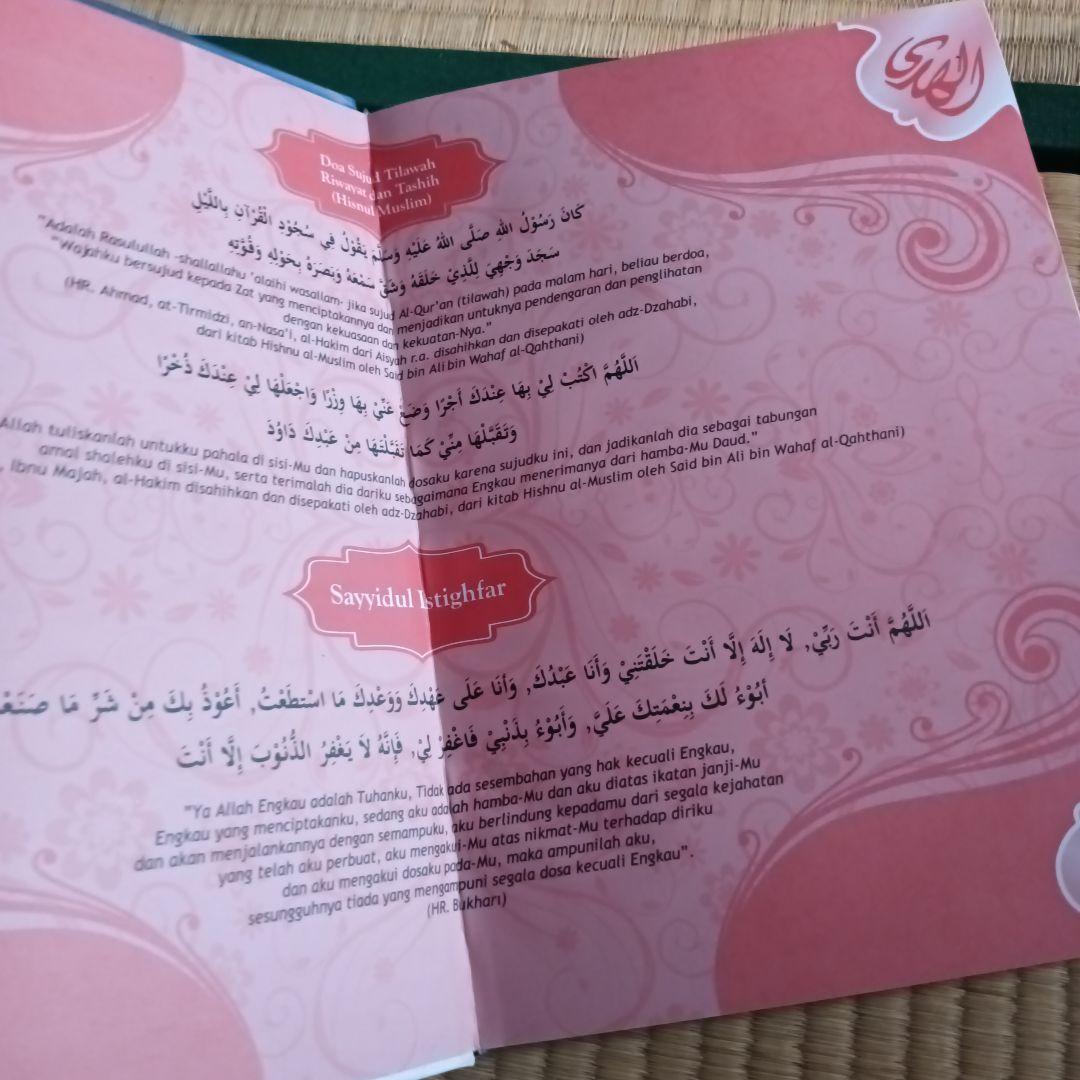 الهدى
Doa Sujud Tilawah
Riwayat dan Tashih
(Hisnul Muslim)
كَانَ رَسُوْلُ اللهِ صَلَّى اللهُ عَلَيْهِ وَسَلَّمَ يَقُوْلُ فِي سُجُوْدِ الْقُرْآنِ بِاللَّيْلِ
سَجَدَ وَجْهِيَ لِلَّذِيْ خَلَقَهُ وَشَقَّ سَمْعَهُ وَبَصَرَهُ بِحَوْلِهِ وَقُوَّتِهِ
"Adalah Rasulullah -shallallahu 'alaihi wasallam- jika sujud Al-Qur'an (tilawah) pada malam hari, beliau berdoa,
"Wajahku bersujud kepada Zat yang menciptakannya dan menjadikan untuknya pendengaran dan penglihatan
dengan kekuasaan dan kekuatan-Nya."
(HR. Ahmad, at-Tirmidzi, an-Nasa'i, al-Hakim dari Aisyah r.a. disahihkan dan disepakati oleh adz-Dzahabi,
dari kitab Hishnu al-Muslim oleh Said bin Ali bin Wahaf al-Qahthani)
اَللَّهُمَّ اكْتُبْ لِيْ بِهَا عِنْدَكَ أَجْرًا وَضَعْ عَنِّيْ بِهَا وِزْرًا وَاجْعَلْهَا لِيْ عِنْدَكَ ذُخْرًا
وَتَقَبَّلْهَا مِنِّيْ كَمَا تَقَبَّلْتَهَا مِنْ عَبْدِكَ دَاوُدَ
Allah tuliskanlah untukku pahala di sisi-Mu dan hapuskanlah dosaku karena sujudku ini, dan jadikanlah dia sebagai tabungan
amal shalehku di sisi-Mu, serta terimalah dia dariku sebagaimana Engkau menerimanya dari hamba-Mu Daud."
, Ibnu Majah, al-Hakim disahihkan dan disepakati oleh adz-Dzahabi, dari kitab Hishnu al-Muslim oleh Said bin Ali bin Wahaf al-Qahthani)
Sayyidul Istighfar
اَللَّهُمَّ أَنْتَ رَبِّيْ, لَا إِلَهَ إِلَّا أَنْتَ خَلَقْتَنِيْ وَأَنَا عَبْدُكَ, وَأَنَا عَلَى عَهْدِكَ وَوَعْدِكَ مَا اسْتَطَعْتُ, أَعُوْذُ بِكَ مِنْ شَرِّ مَا صَنَعْ
أَبُوْءُ لَكَ بِنِعْمَتِكَ عَلَيَّ, وَأَبُوْءُ بِذَنْبِيْ فَاغْفِرْ لِيْ, فَإِنَّهُ لَا يَغْفِرُ الذُّنُوْبَ إِلَّا أَنْتَ
"Ya Allah Engkau adalah Tuhanku, Tidak ada sesembahan yang hak kecuali Engkau,
Engkau yang menciptakanku, sedang aku adalah hamba-Mu dan aku diatas ikatan janji-Mu
dan akan menjalankannya dengan semampuku, aku berlindung kepadamu dari segala kejahatan
yang telah aku perbuat, aku mengakui-Mu atas nikmat-Mu terhadap diriku
dan aku mengakui dosaku pada-Mu, maka ampunilah aku,
sesungguhnya tiada yang mengampuni segala dosa kecuali Engkau".
(HR. Bukhari)